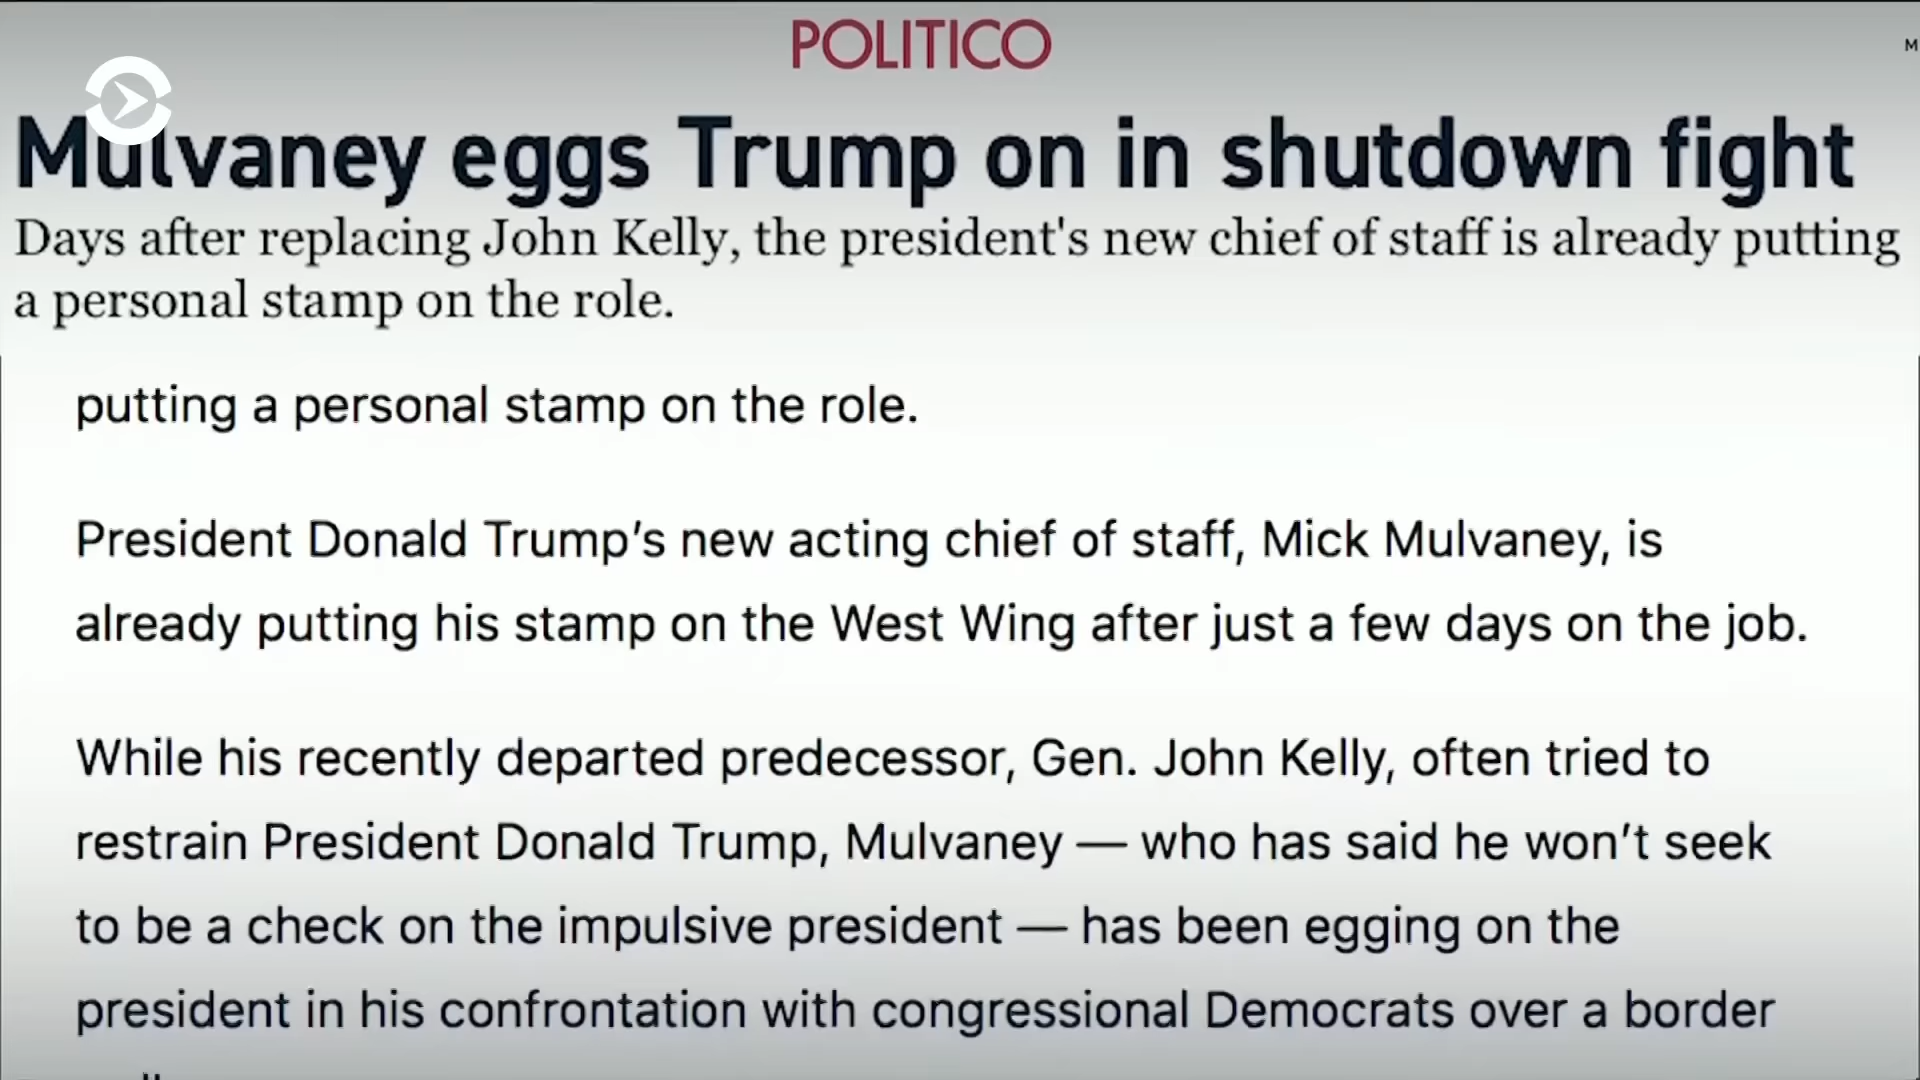 POLITICO
M
Mulvaney eggs Trump on in shutdown fight
Days after replacing John Kelly, the president's new chief of staff is already putting
a personal stamp on the role.
putting a personal stamp on the role.
President Donald Trump’s new acting chief of staff, Mick Mulvaney, is
already putting his stamp on the West Wing after just a few days on the job.
While his recently departed predecessor, Gen. John Kelly, often tried to
restrain President Donald Trump, Mulvaney — who has said he won’t seek
to be a check on the impulsive president — has been egging on the
president in his confrontation with congressional Democrats over a border